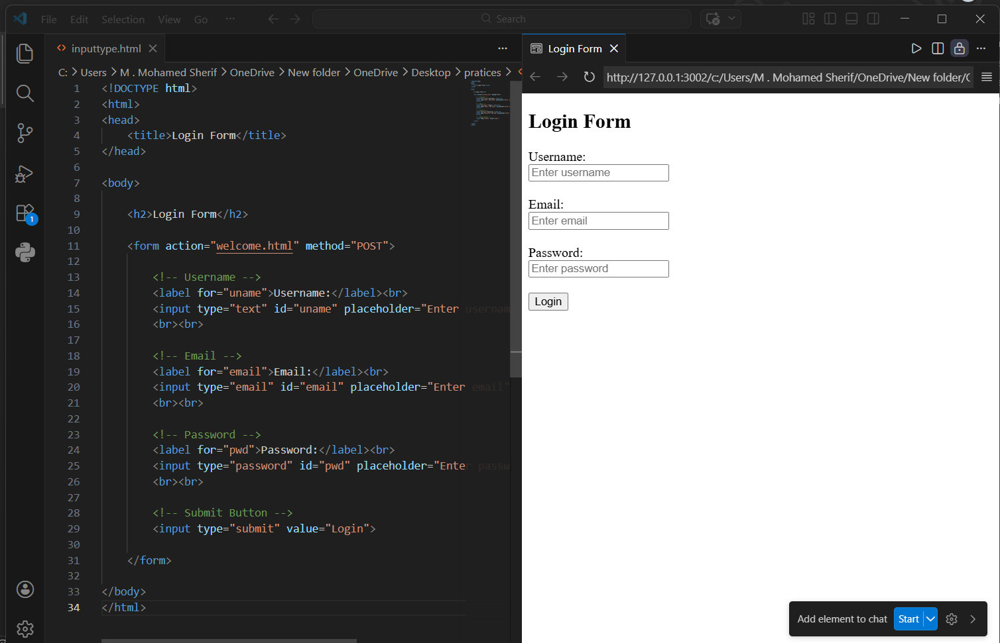 File Edit Selection View Go ··· Search
inputtype.html ···
C: > Users > M . Mohamed Sherif > OneDrive > New folder > OneDrive > Desktop > pratices >
1 <!DOCTYPE html>
2 <html>
3 <head>
4 <title>Login Form</title>
5 </head>
6
7 <body>
8
9 <h2>Login Form</h2>
10
11 <form action="welcome.html" method="POST">
12
13 <!-- Username -->
14 <label for="uname">Username:</label><br>
15 <input type="text" id="uname" placeholder="Enter usernam
16 <br><br>
17
18 <!-- Email -->
19 <label for="email">Email:</label><br>
20 <input type="email" id="email" placeholder="Enter email"
21 <br><br>
22
23 <!-- Password -->
24 <label for="pwd">Password:</label><br>
25 <input type="password" id="pwd" placeholder="Enter passw
26 <br><br>
27
28 <!-- Submit Button -->
29 <input type="submit" value="Login">
30
31 </form>
32
33 </body>
34 </html>
1
Login Form ···
http://127.0.0.1:3002/c:/Users/M . Mohamed Sherif/OneDrive/New folder/
Login Form
Username:
Enter username
Email:
Enter email
Password:
Enter password
Login
Add element to chat Start